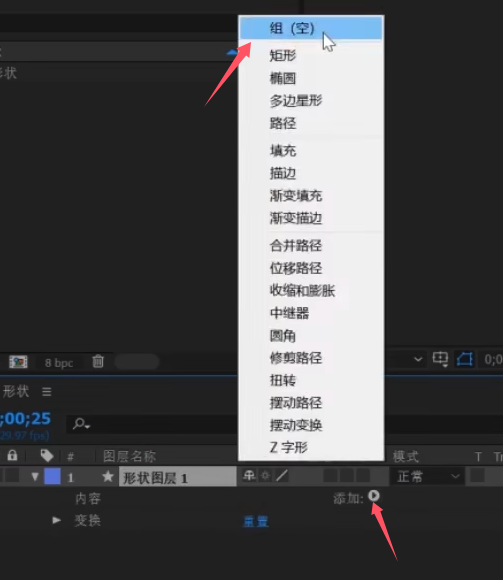 组（空）
矩形
形状
椭圆
多边星形
路径
填充
描边
渐变填充
渐变描边
合并路径
位移路径
收缩和膨胀
中继器
圆角
修剪路径
扭转
摆动路径
摆动变换
Z 字形
8 bpc
0;0
形状
;00;25
29.97 fps)
# 图层名称 模式 T Tr
1 形状图层 1 正常
内容 添加:
变换 重置